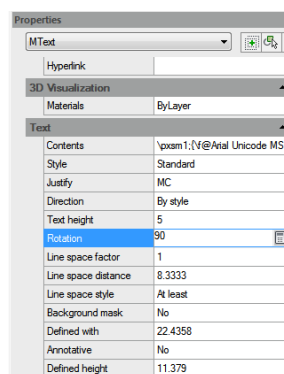 Properties
MText
Hyperlink
3D Visualization
Materials ByLayer
Text
Contents \pxsm1;{\f@Arial Unicode MS
Style Standard
Justify MC
Direction By style
Text height 5
Rotation 90
Line space factor 1
Line space distance 8.3333
Line space style At least
Background mask No
Defined with 22.4358
Annotative No
Defined height 11.379